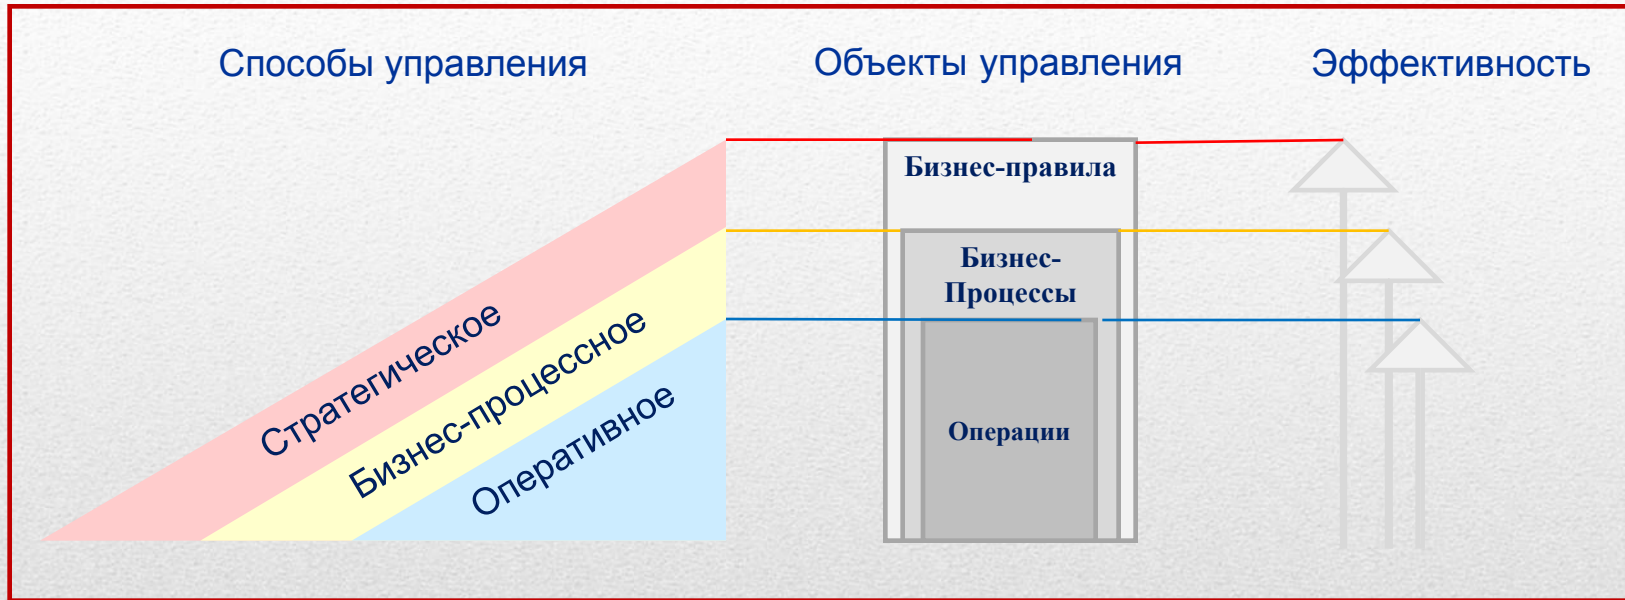 Способы управления
Объекты управления
Эффективность
Стратегическое
Бизнес-процессное
Оперативное
Бизнес-правила
Бизнес-
Процессы
Операции